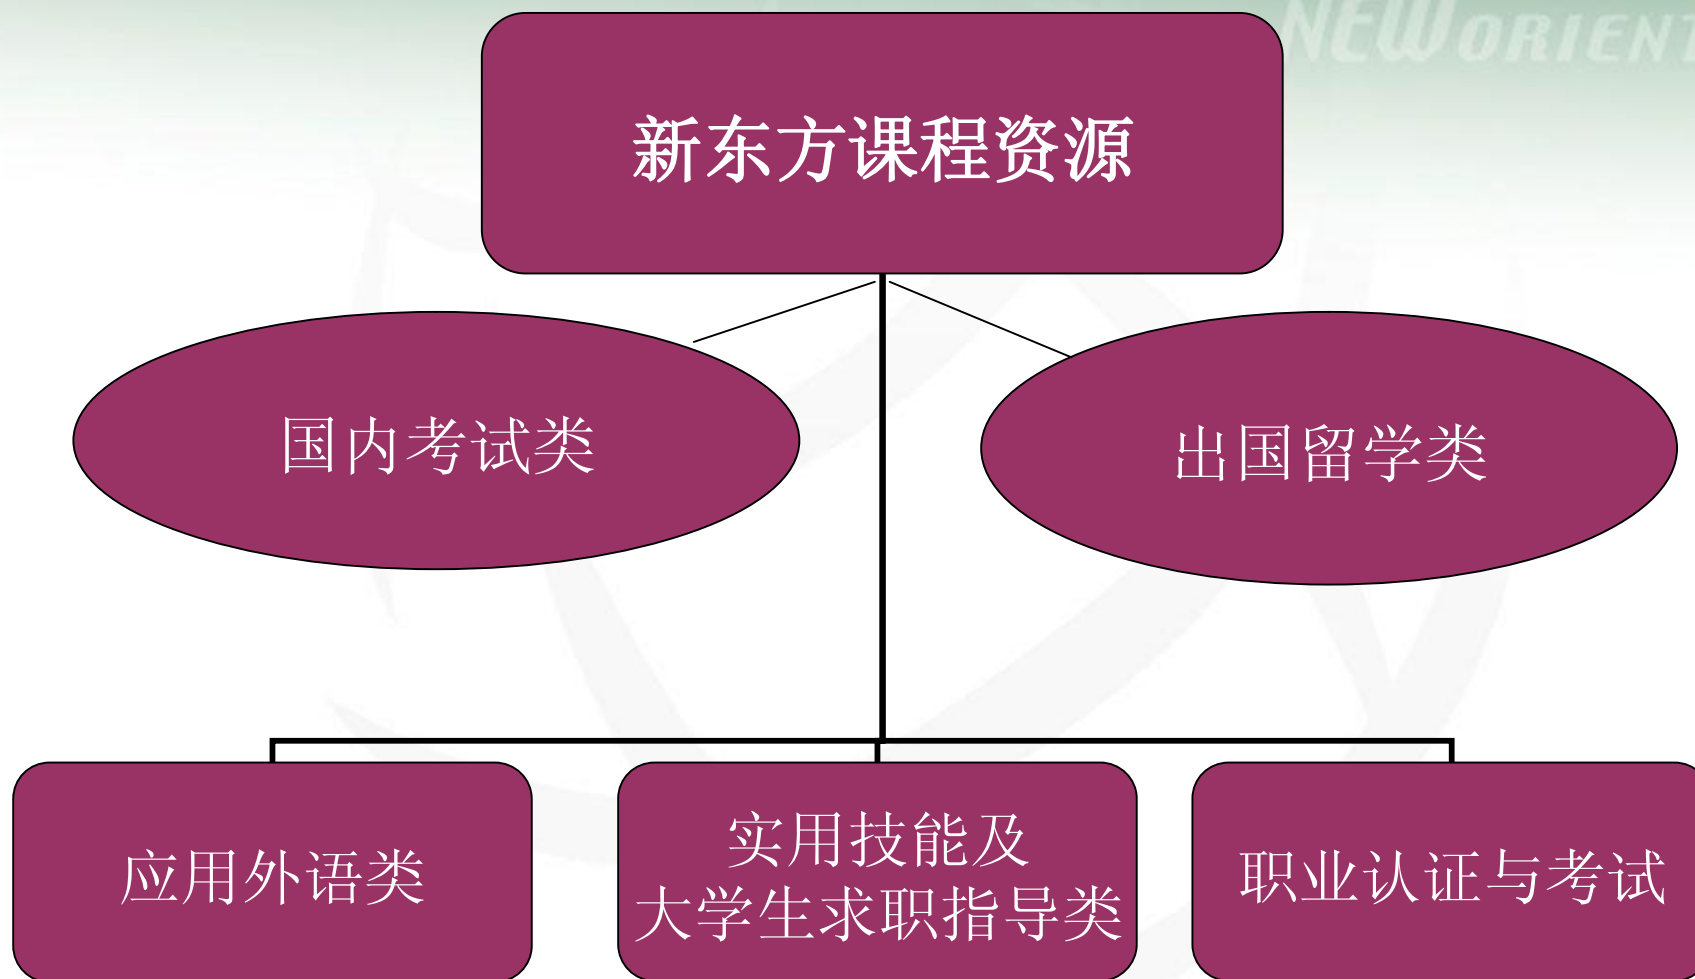 NEW ORIENT
新东方课程资源
国内考试类
出国留学类
应用外语类
实用技能及
大学生求职指导类
职业认证与考试